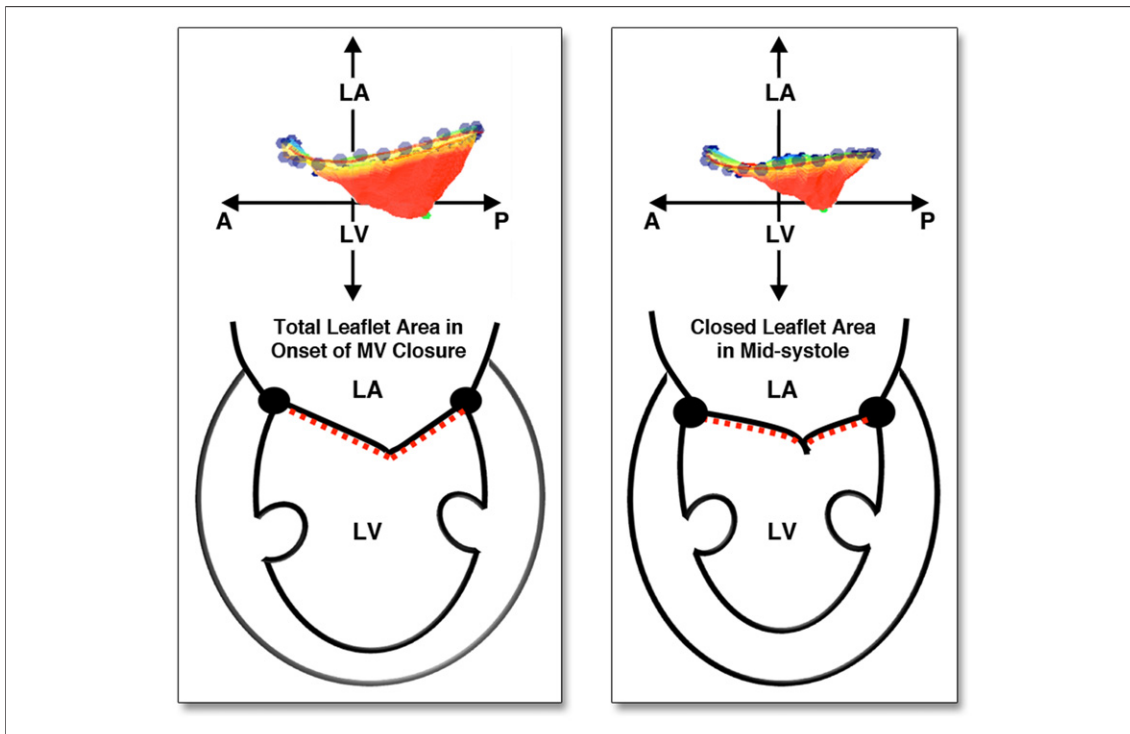 LA
A
P
LV
Total Leaflet Area in
Onset of MV Closure
LA
LV
LA
A
P
LV
Closed Leaflet Area
in Mid-systole
LA
LV